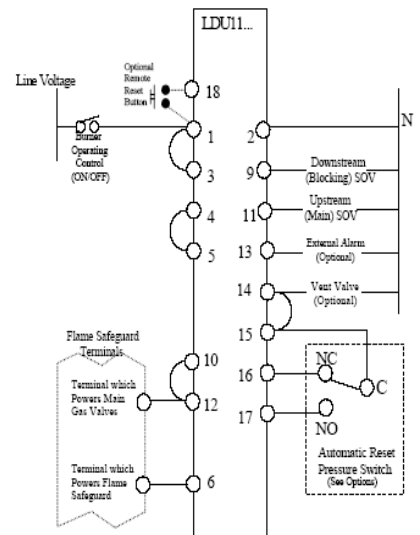 LDU11...
Line Voltage
Optional
Remote
Reset
Button
18
1
2
N
Burner
Operating
Control
(ON/OFF)
3
9
Downstream
(Blocking) SOV
4
11
Upstream
(Main) SOV
5
13
External Alarm
(Optional)
14
Vent Valve
(Optional)
15
Flame Safeguard
Terminals
10
16
NC
C
Terminal which
Powers Main
Gas Valves
12
17
NO
Automatic Reset
Pressure Switch
(See Options)
Terminal which
Powers Flame
Safeguard
6